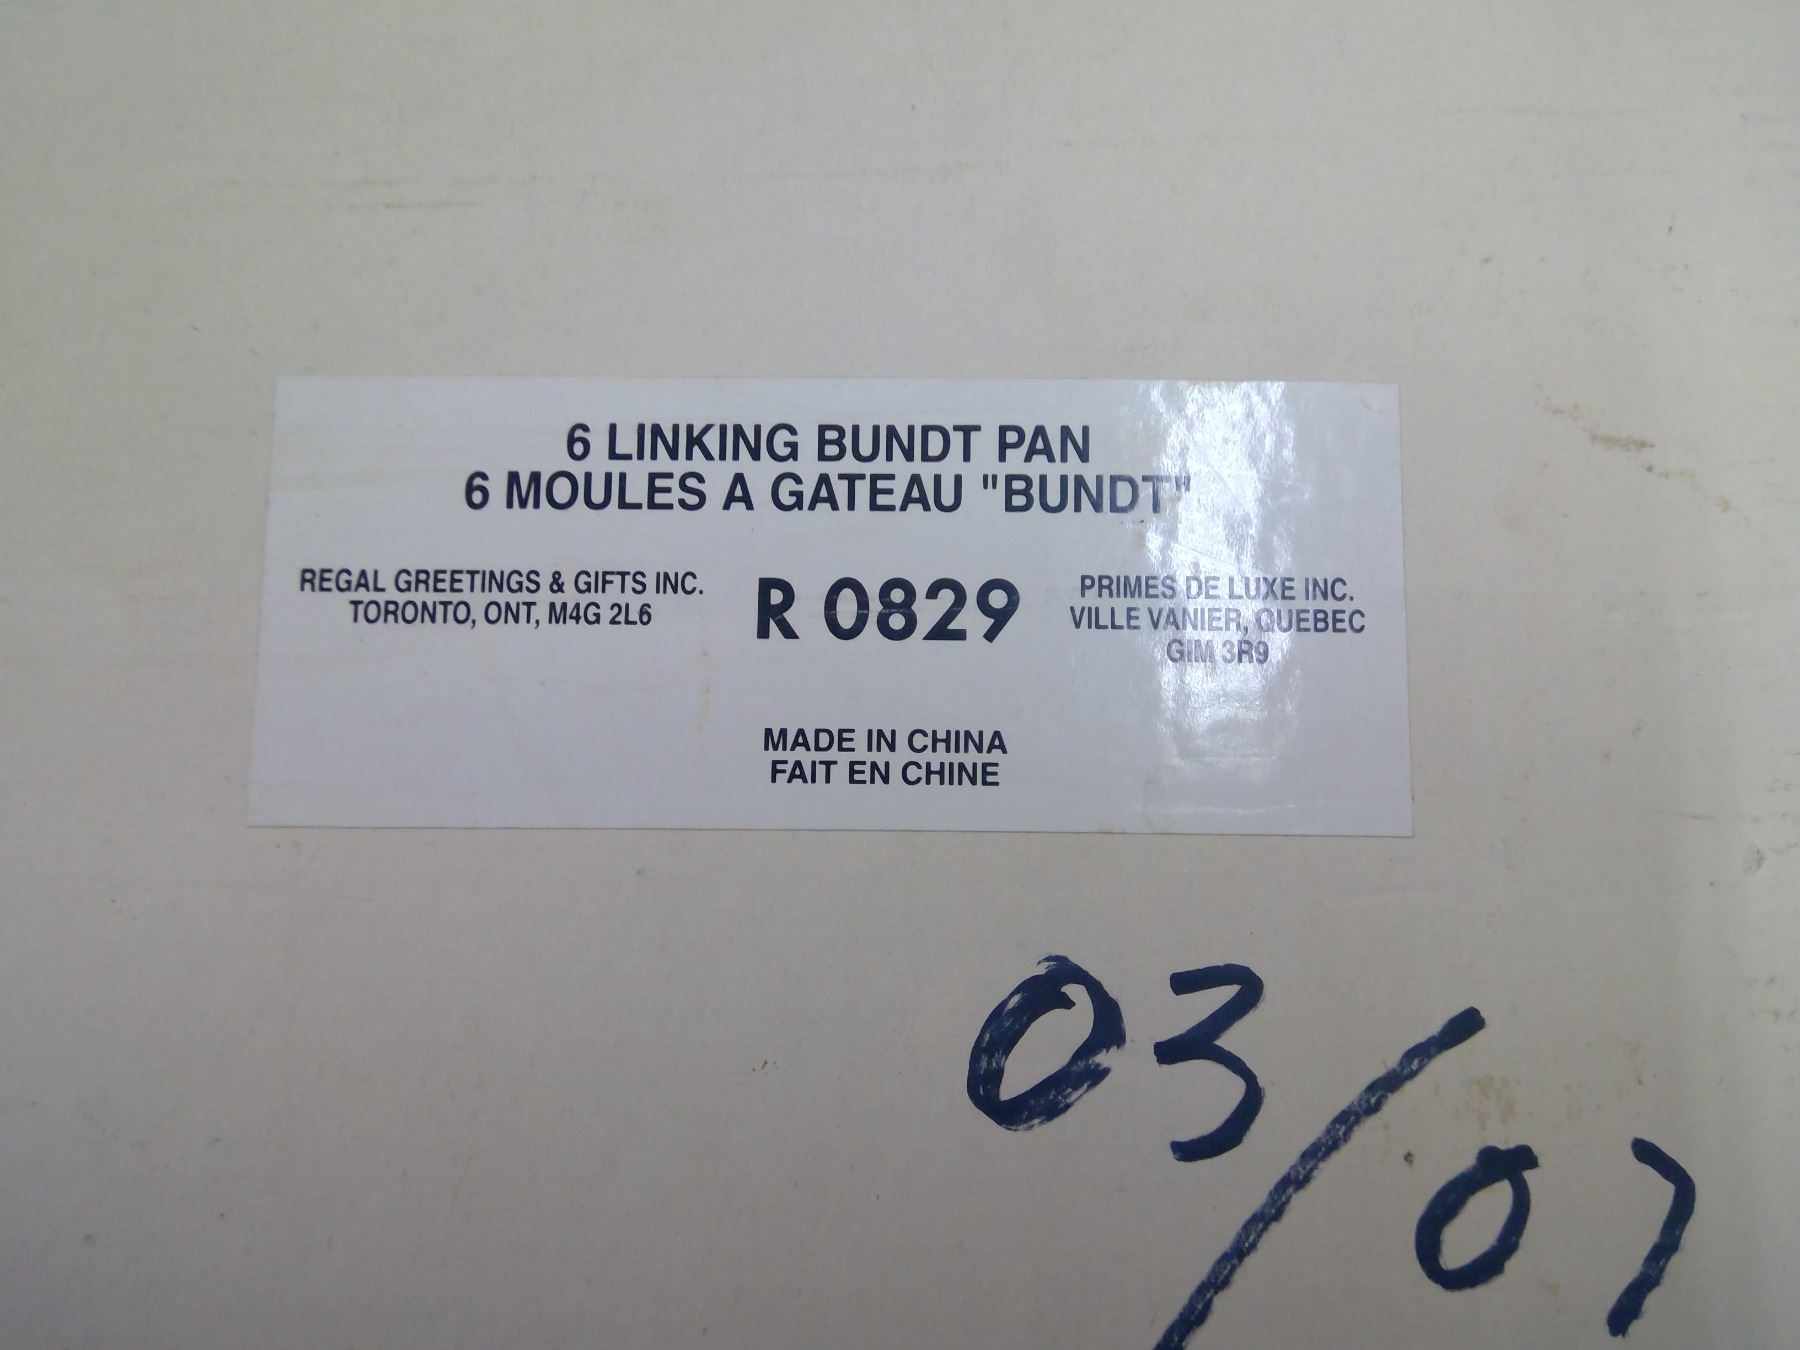 6 LINKING BUNDT PAN
6 MOULES A GATEAU "BUNDT"
REGAL GREETINGS & GIFTS INC.
TORONTO, ONT, M4G 2L6
R 0829
PRIMES DE LUXE INC.
VILLE VANIER, QUEBEC
GIM 3R9
MADE IN CHINA
FAIT EN CHINE
03/07